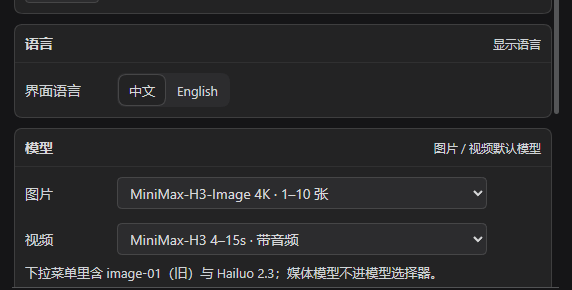 语言
显示语言
界面语言
中文
English
模型
图片 / 视频默认模型
图片
MiniMax-H3-Image 4K · 1–10 张
视频
MiniMax-H3 4–15s · 带音频
下拉菜单里含 image-01（旧）与 Hailuo 2.3；媒体模型不进模型选择器。